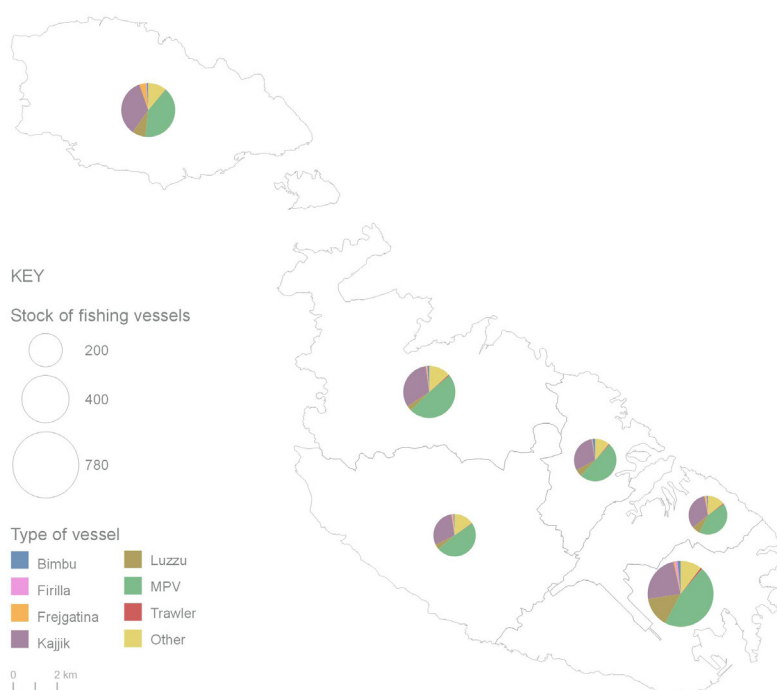 KEY
Stock of fishing vessels
200
400
780
Type of vessel
Bimbu
Luzzu
Firilla
MPV
Frejgatina
Trawler
Kajjik
Other
0 2 km